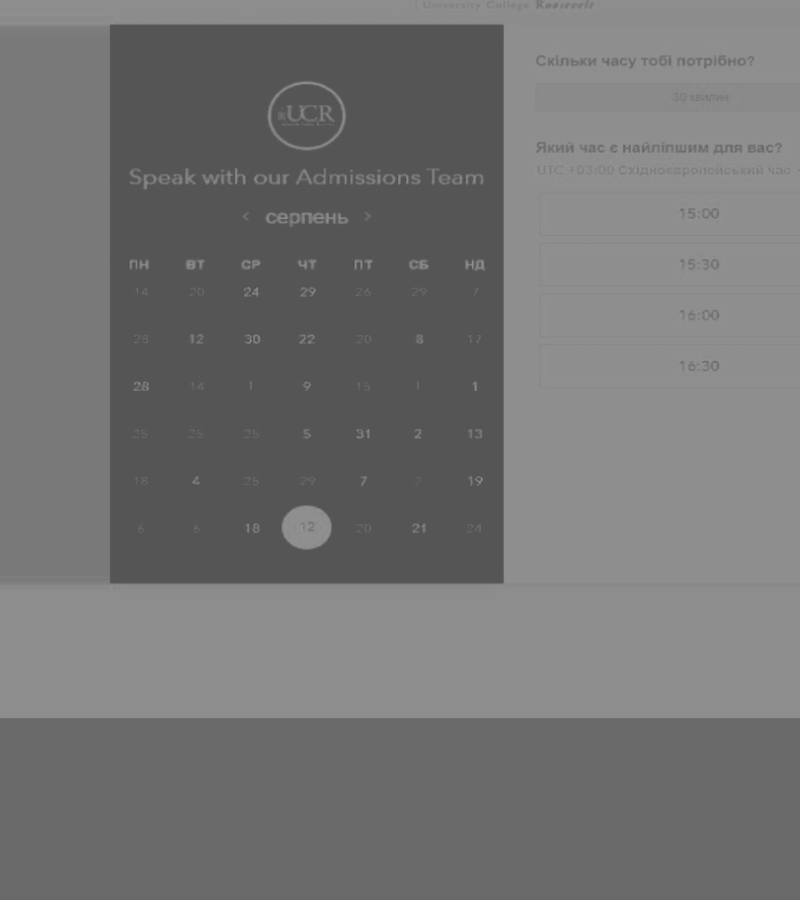 University College Roosevelt
UCR
Speak with our Admissions Team
< серпень >
ПН ВТ СР ЧТ ПТ СБ НД
14 20 24 29 26 29 7
28 12 30 22 20 8 17
28 14 1 9 15 1 1
25 25 25 5 31 2 13
18 4 25 29 7 2 19
6 6 18 12 20 21 24
Скільки часу тобі потрібно?
30 хвилин
Який час є найліпшим для вас?
UTC +03:00 Східноєвропейський час
15:00
15:30
16:00
16:30